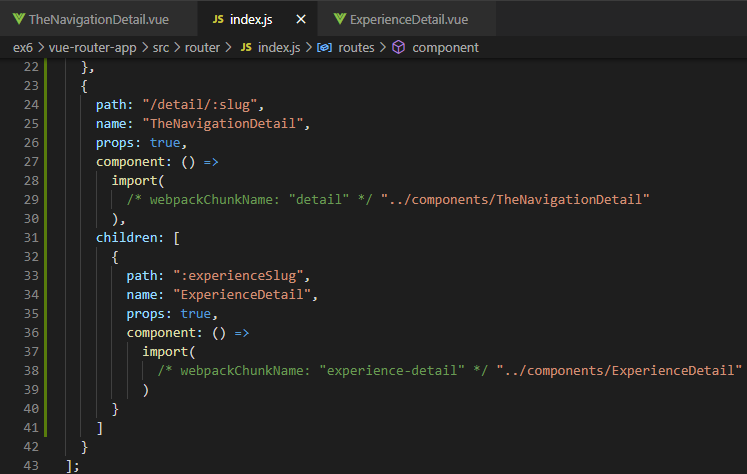 TheNavigationDetail.vue JS index.js × ExperienceDetail.vue
ex6 > vue-router-app > src > router > JS index.js > routes > component
22 },
23 {
24 path: "/detail/:slug",
25 name: "TheNavigationDetail",
26 props: true,
27 component: () =>
28 import(
29 /* webpackChunkName: "detail" */ "../components/TheNavigationDetail"
30 ),
31 children: [
32 {
33 path: ":experienceSlug",
34 name: "ExperienceDetail",
35 props: true,
36 component: () =>
37 import(
38 /* webpackChunkName: "experience-detail" */ "../components/ExperienceDetail"
39 )
40 }
41 ]
42 }
43 ];